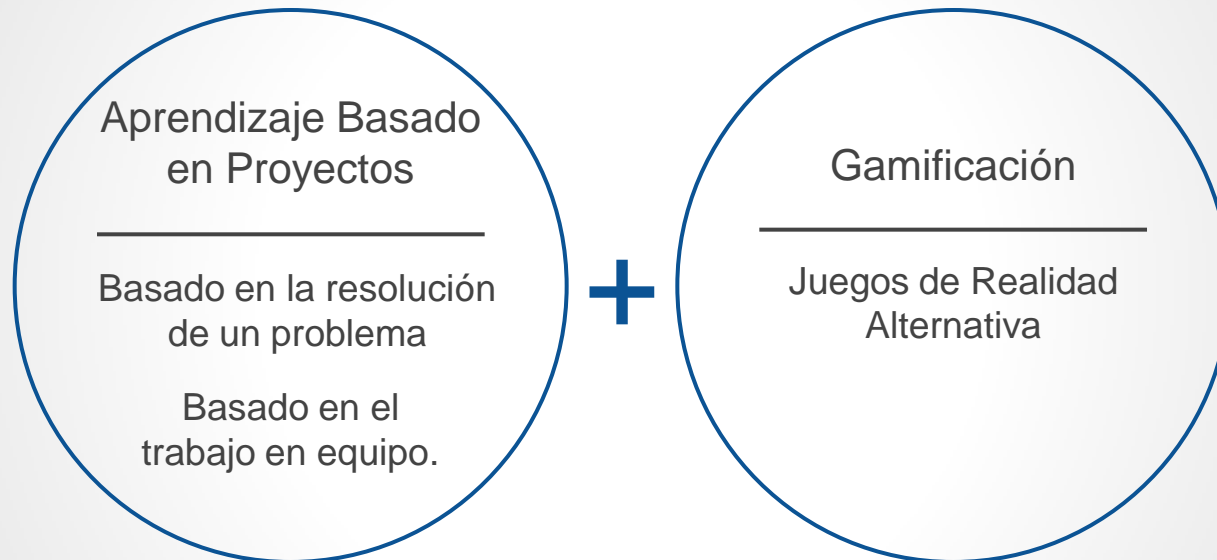 Aprendizaje Basado
en Proyectos
Basado en la resolución
de un problema
Basado en el
trabajo en equipo.
+
Gamificación
Juegos de Realidad
Alternativa